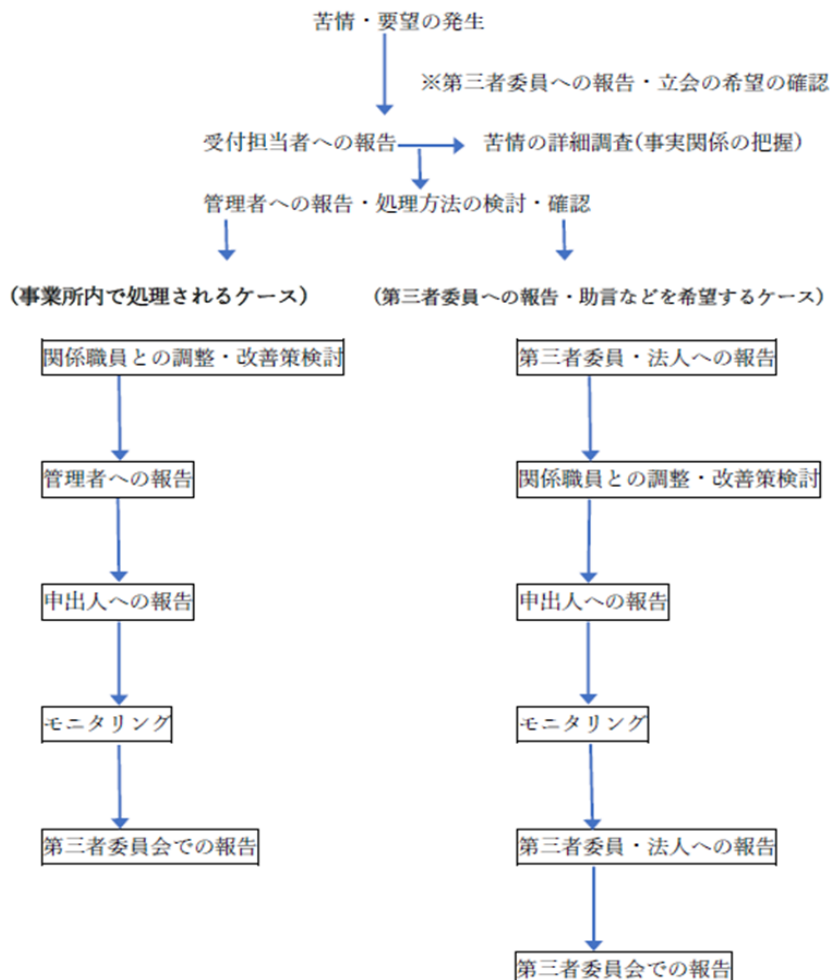 苦情・要望の発生
※第三者委員への報告・立会の希望の確認
受付担当者への報告
苦情の詳細調査(事実関係の把握)
管理者への報告・処理方法の検討・確認
(事業所内で処理されるケース)
(第三者委員への報告・助言などを希望するケース)
関係職員との調整・改善策検討
管理者への報告
申出人への報告
モニタリング
第三者委員会での報告
第三者委員・法人への報告
関係職員との調整・改善策検討
申出人への報告
モニタリング
第三者委員・法人への報告
第三者委員会での報告